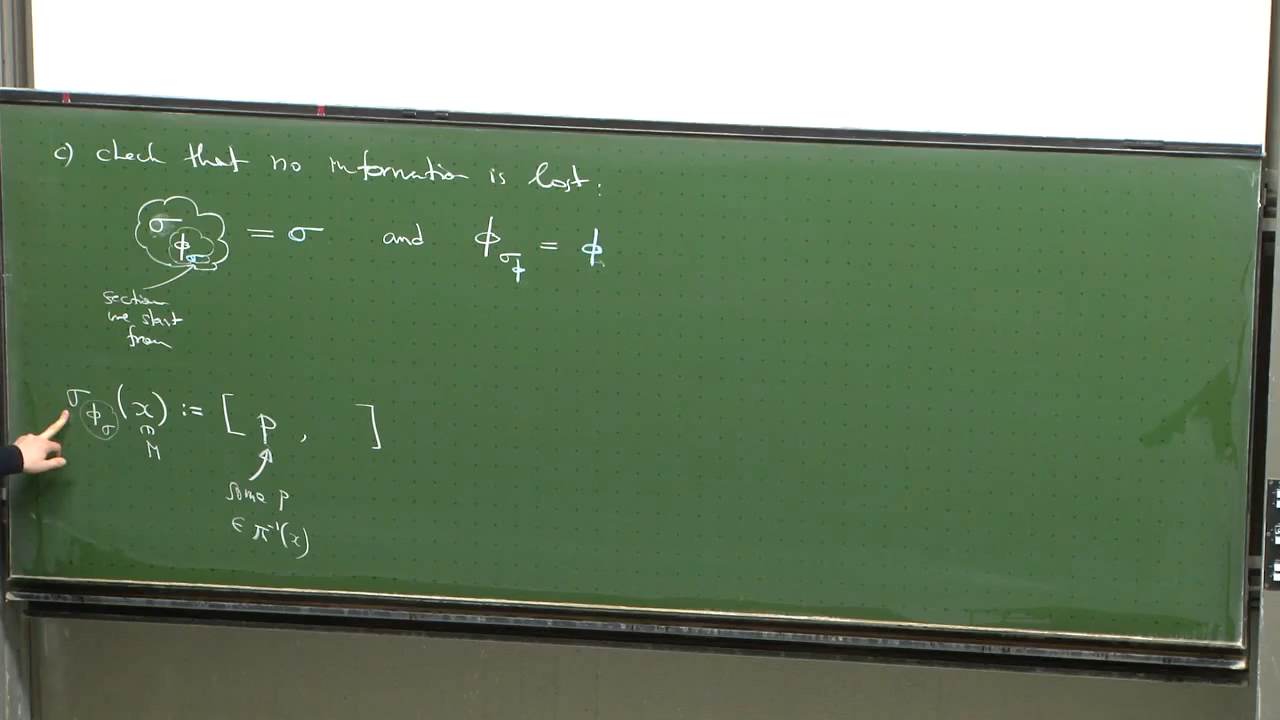 c) check that no information is lost:
σ_{ϕ_σ} = σ and ϕ_{σ_ϕ} = ϕ
section
we start
from
σ_{ϕ_σ}(x) := [ p , ]
∈
M
some p
∈ π⁻¹(x)